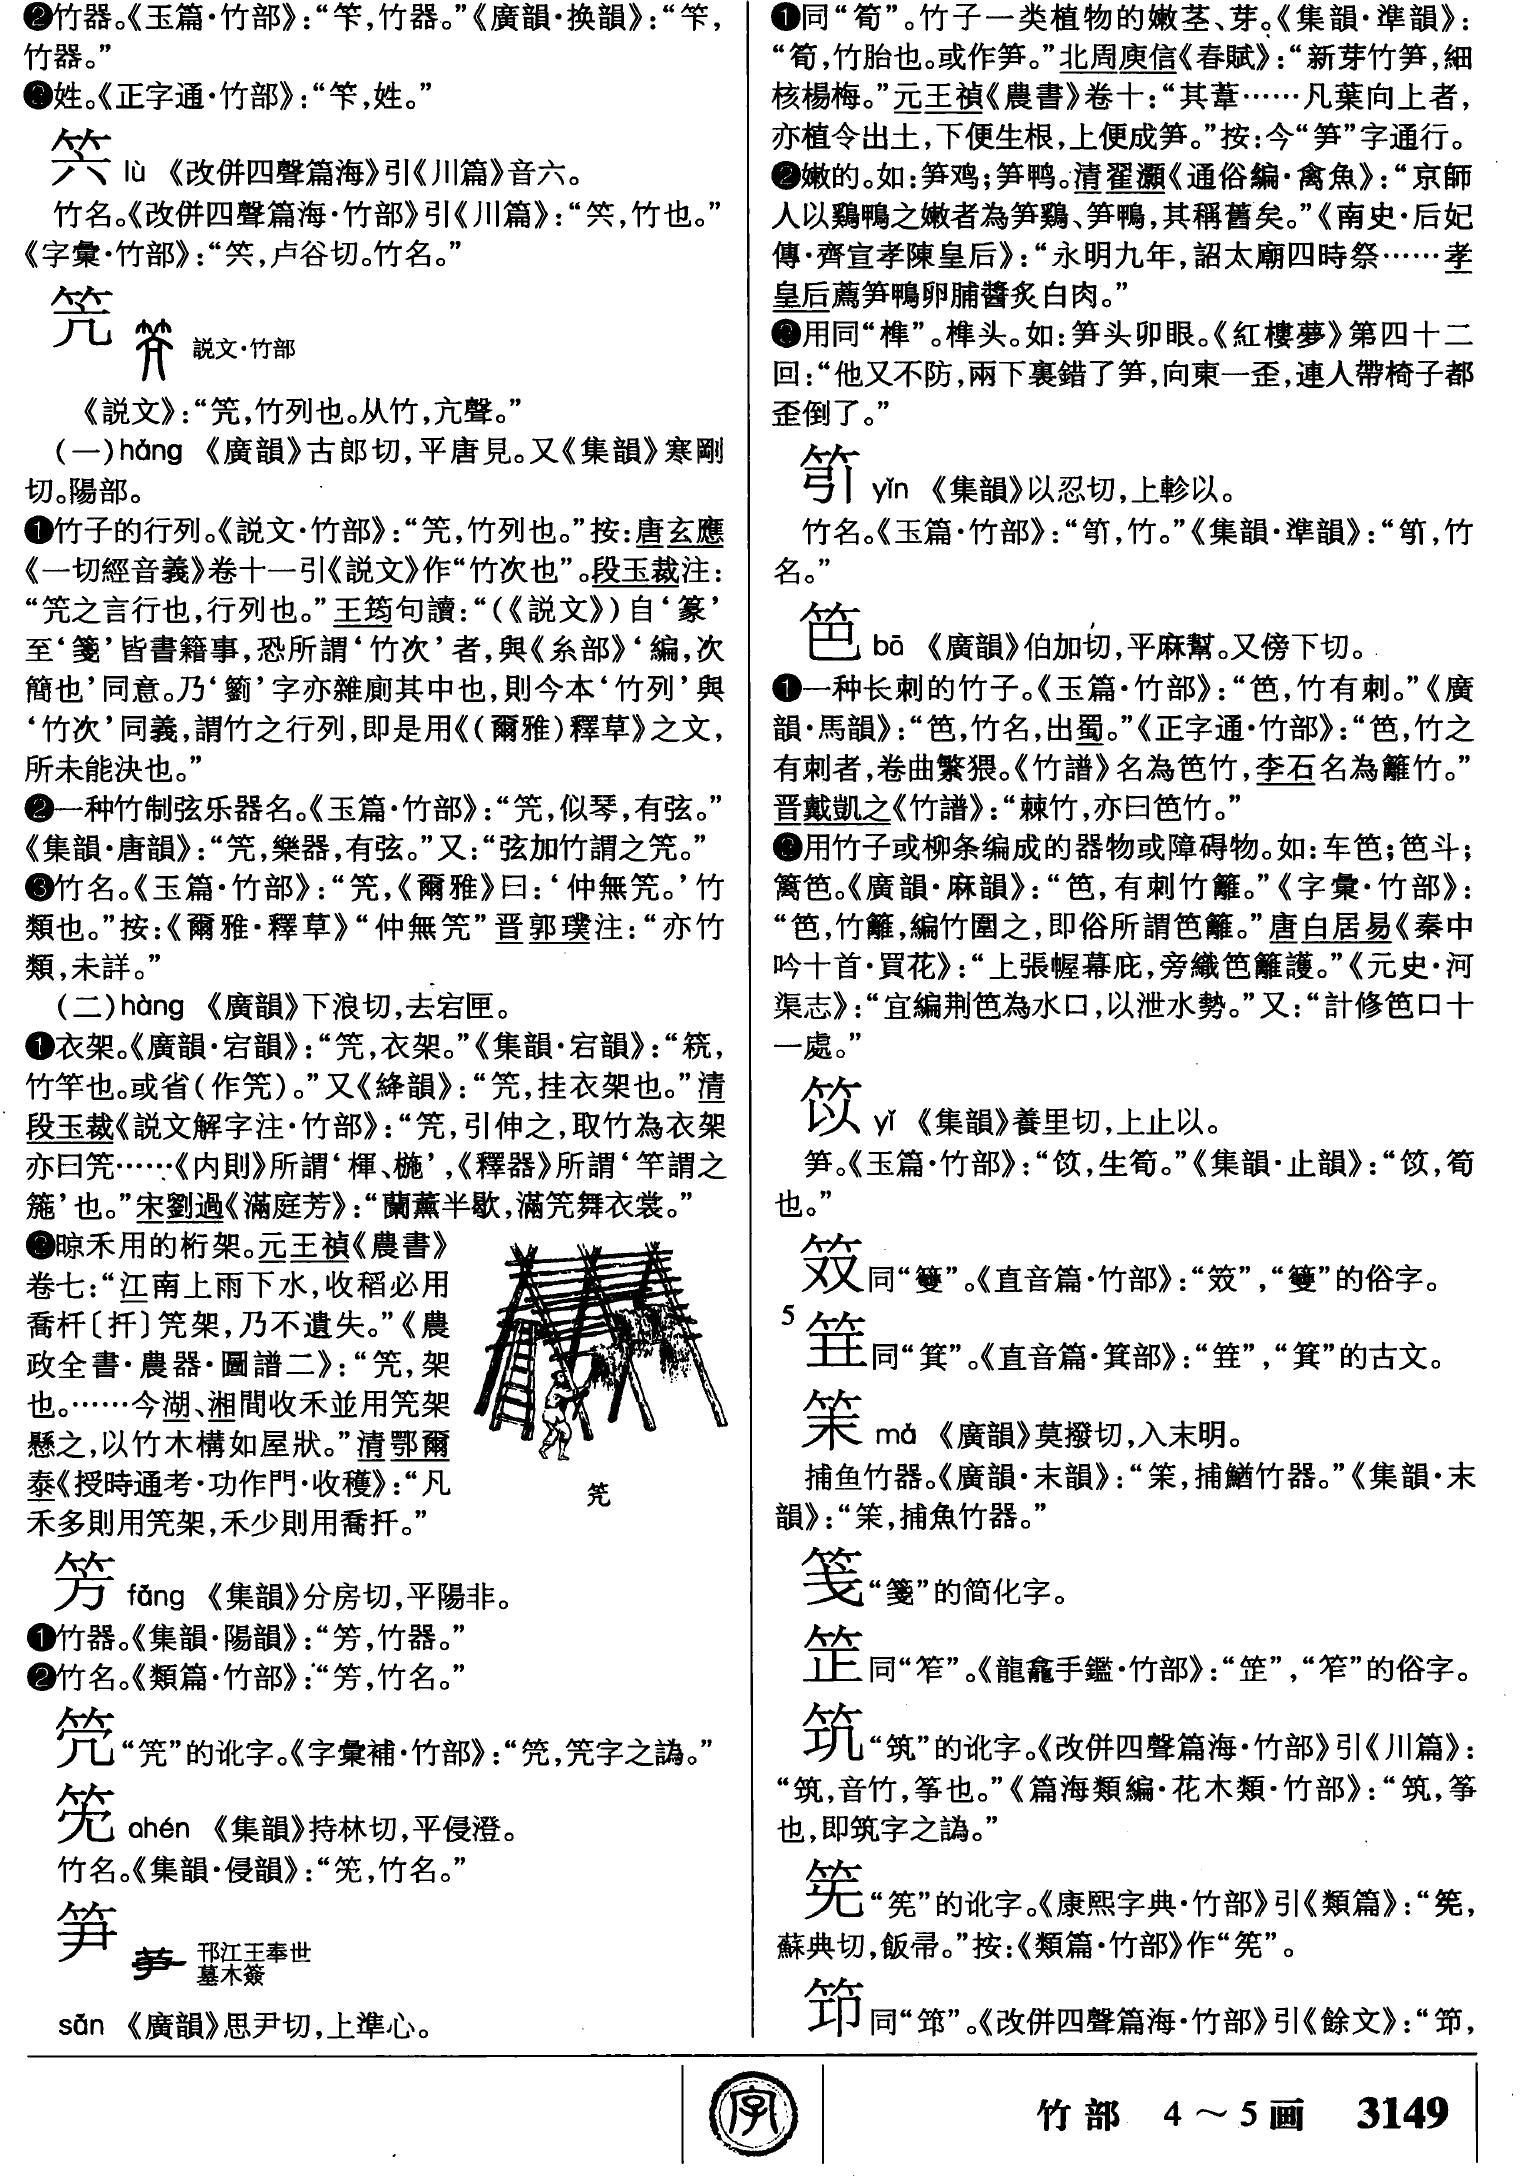 ❷竹器。《玉篇·竹部》：“笇，竹器。”《廣韻·换韻》：“笇，
竹器。”
❸姓。《正字通·竹部》：“笇，姓。”
lù 《改併四聲篇海》引《川篇》音六。
竹名。《改併四聲篇海·竹部》引《川篇》：“䇐，竹也。”
《字彙·竹部》：“䇐，卢谷切。竹名。”
笐 説文·竹部
《説文》：“笐，竹列也。从竹，亢聲。”
(一)háng 《廣韻》古郎切，平唐見。又《集韻》寒剛
切。陽部。
❶竹子的行列。《説文·竹部》：“笐，竹列也。”按：唐玄應
《一切經音義》卷十一引《説文》作“竹次也”。段玉裁注：
“笐之言行也，行列也。”王筠句讀：“(《説文》)自‘篆’
至‘箋’皆書籍事，恐所謂‘竹次’者，與《糸部》‘編，次
簡也’同意。乃‘籣’字亦雜廁其中也，則今本‘竹列’與
‘竹次’同義，謂竹之行列，即是用《(爾雅)釋草》之文，
所未能決也。”
❷一种竹制弦乐器名。《玉篇·竹部》：“笐，似琴，有弦。”
《集韻·唐韻》：“笐，樂器，有弦。”又：“弦加竹謂之笐。”
❸竹名。《玉篇·竹部》：“笐，《爾雅》曰：‘仲無笐。’竹
類也。”按：《爾雅·釋草》“仲無笐”晋郭璞注：“亦竹
類，未詳。”
(二)hàng 《廣韻》下浪切，去宕匣。
❶衣架。《廣韻·宕韻》：“笐，衣架。”《集韻·宕韻》：“䈵，
竹竿也。或省(作笐)。”又《絳韻》：“笐，挂衣架也。”清
段玉裁《説文解字注·竹部》：“笐，引伸之，取竹為衣架
亦曰笐……《内則》所謂‘楎、椸’，《釋器》所謂‘竿謂之
箷’也。”宋劉過《滿庭芳》：“蘭薰半歇，滿笐舞衣裳。”
❷晾禾用的桁架。元王禎《農書》
卷七：“江南上雨下水，收稻必用
喬杄〔扦〕笐架，乃不遺失。”《農
政全書·農器·圖譜二》：“笐，架
也。……今湖、湘間收禾並用笐架
懸之，以竹木構如屋狀。”清鄂爾
泰《授時通考·功作門·收穫》：“凡
禾多則用笐架，禾少則用喬扦。”
笐
䇍 fāng 《集韻》分房切，平陽非。
❶竹器。《集韻·陽韻》：“䇍，竹器。”
❷竹名。《類篇·竹部》：“䇍，竹名。”
“笐”的讹字。《字彙補·竹部》：“，笐字之譌。”
chén 《集韻》持林切，平侵澄。
竹名。《集韻·侵韻》：“，竹名。”
笋 邗江王奉世
墓木簽
sǔn 《廣韻》思尹切，上準心。
❶同“筍”。竹子一类植物的嫩茎、芽。《集韻·準韻》：
“筍，竹胎也。或作笋。”北周庾信《春賦》：“新芽竹笋，細
核楊梅。”元王禎《農書》卷十：“其葦……凡葉向上者，
亦植令出土，下便生根，上便成笋。”按：今“笋”字通行。
❷嫩的。如：笋鸡；笋鸭。清翟灝《通俗編·禽魚》：“京師
人以鷄鴨之嫩者為笋鷄、笋鴨，其稱舊矣。”《南史·后妃
傳·齊宣孝陳皇后》：“永明九年，詔太廟四時祭……孝
皇后薦笋鴨卵脯醬炙白肉。”
❸用同“榫”。榫头。如：笋头卯眼。《紅樓夢》第四十二
回：“他又不防，兩下裏錯了笋，向東一歪，連人帶椅子都
歪倒了。”
yǐn 《集韻》以忍切，上軫以。
竹名。《玉篇·竹部》：“，竹。”《集韻·準韻》：“，竹
名。”
笆 bā 《廣韻》伯加切，平麻幫。又傍下切。
❶一种长刺的竹子。《玉篇·竹部》：“笆，竹有刺。”《廣
韻·馬韻》：“笆，竹名，出蜀。”《正字通·竹部》：“笆，竹之
有刺者，卷曲繁猥。《竹譜》名為笆竹，李石名為籬竹。”
晋戴凱之《竹譜》：“棘竹，亦曰笆竹。”
❷用竹子或柳条编成的器物或障碍物。如：车笆；笆斗；
篱笆。《廣韻·麻韻》：“笆，有刺竹籬。”《字彙·竹部》：
“笆，竹籬，編竹圍之，即俗所謂笆籬。”唐白居易《秦中
吟十首·買花》：“上張幄幕庇，旁織笆籬護。”《元史·河
渠志》：“宜編荆笆為水口，以泄水勢。”又：“計修笆口十
一處。”
yǐ 《集韻》養里切，上止以。
笋。《玉篇·竹部》：“，生筍。”《集韻·止韻》：“，筍
也。”
同“籆”。《直音篇·竹部》：“”，“籆”的俗字。
5
同“箕”。《直音篇·箕部》：“”，“箕”的古文。
mǒ 《廣韻》莫撥切，入末明。
捕鱼竹器。《廣韻·末韻》：“，捕鰌竹器。”《集韻·末
韻》：“，捕魚竹器。”
笺 “箋”的简化字。
同“笮”。《龍龕手鑑·竹部》：“”，“笮”的俗字。
“筑”的讹字。《改併四聲篇海·竹部》引《川篇》：
“，音竹，筝也。”《篇海類編·花木類·竹部》：“，筝
也，即筑字之譌。”
“筅”的讹字。《康熙字典·竹部》引《類篇》：“，
蘇典切，飯帚。”按：《類篇·竹部》作“筅”。
同“筇”。《改併四聲篇海·竹部》引《餘文》：“，
字
竹部 4～5画 3149